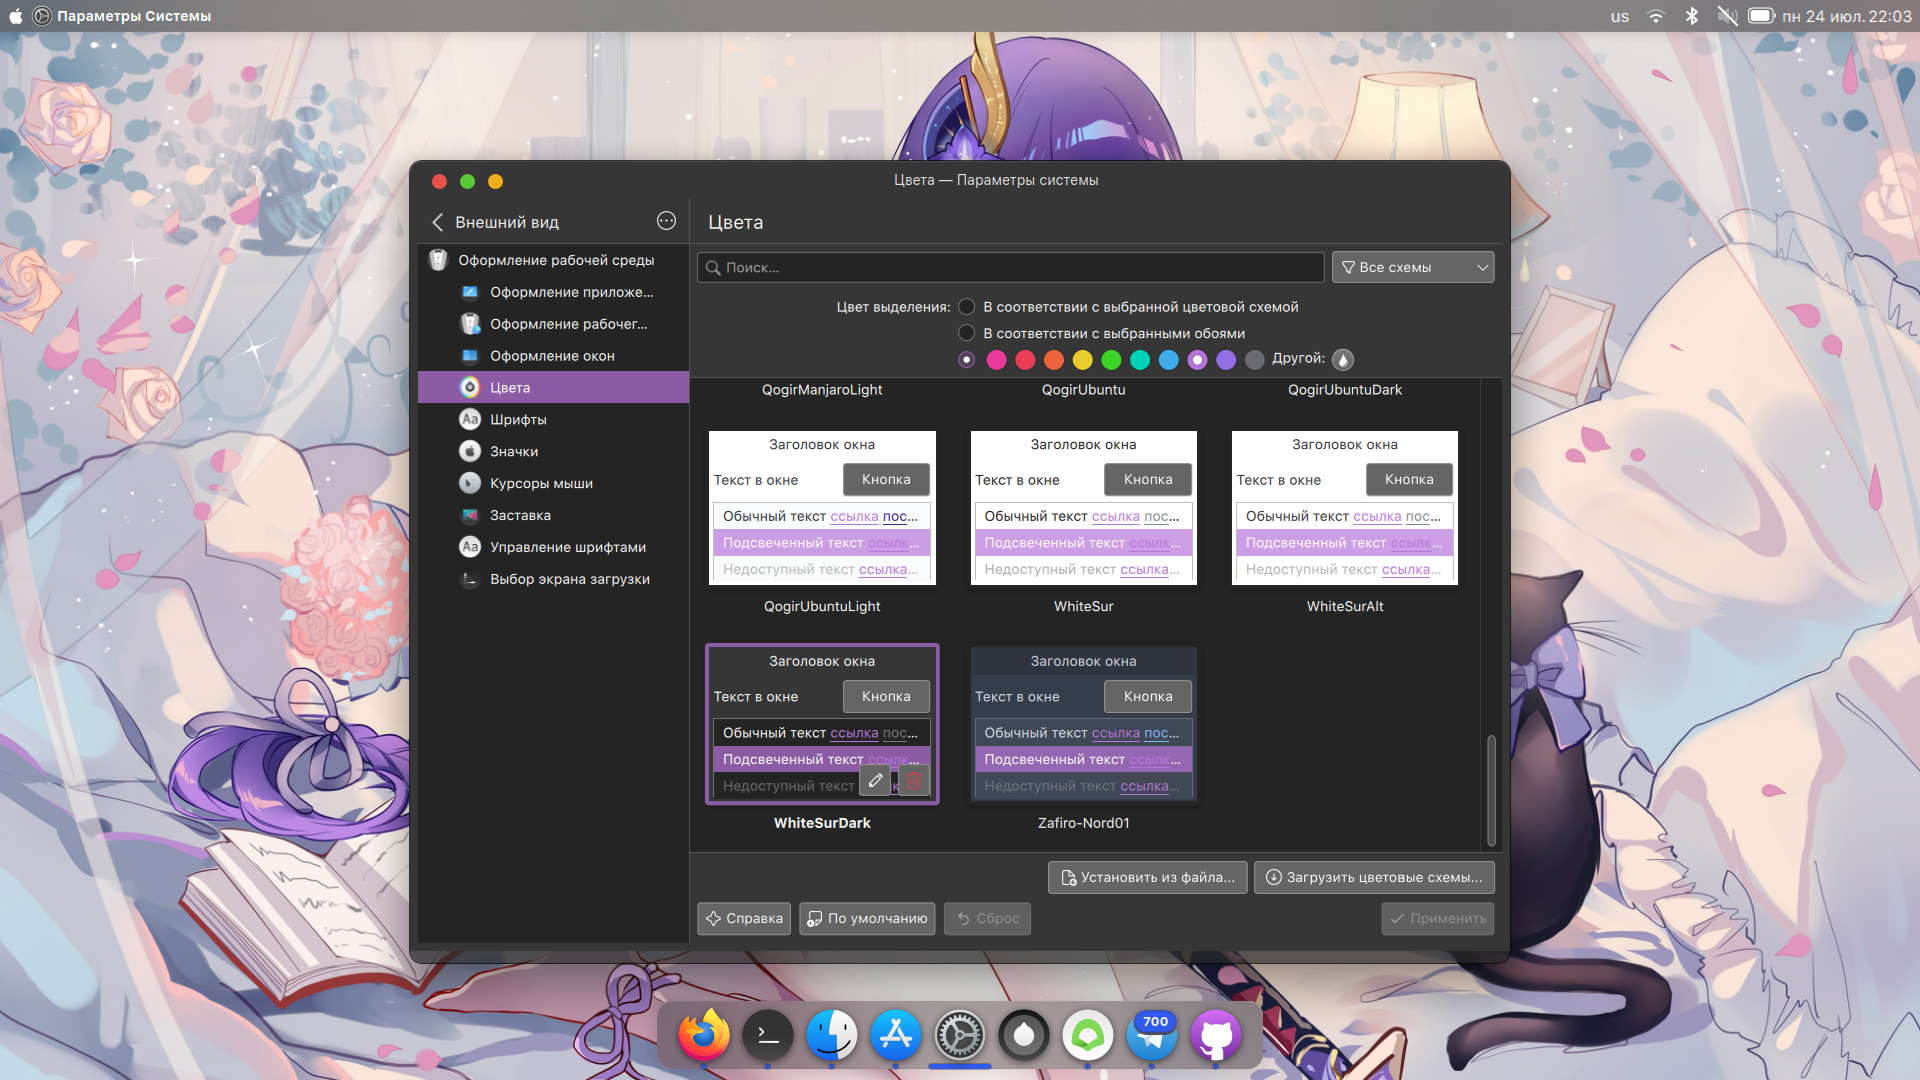 Параметры Системы
us
пн 24 июл. 22:03
Цвета — Параметры системы
Внешний вид
Цвета
Оформление рабочей среды
Оформление приложе...
Оформление рабочег...
Оформление окон
Цвета
Aa Шрифты
Значки
Курсоры мыши
Заставка
Aa Управление шрифтами
Выбор экрана загрузки
Поиск...
Все схемы
Цвет выделения:
В соответствии с выбранной цветовой схемой
В соответствии с выбранными обоями
Другой:
QogirManjaroLight
QogirUbuntu
QogirUbuntuDark
Заголовок окна
Текст в окне
Кнопка
Обычный текст ссылка пос...
Подсвеченный текст ссылк...
Недоступный текст ссылка...
QogirUbuntuLight
Заголовок окна
Текст в окне
Кнопка
Обычный текст ссылка пос...
Подсвеченный текст ссылк...
Недоступный текст ссылка...
WhiteSur
Заголовок окна
Текст в окне
Кнопка
Обычный текст ссылка пос...
Подсвеченный текст ссылк...
Недоступный текст ссылка...
WhiteSurAlt
Заголовок окна
Текст в окне
Кнопка
Обычный текст ссылка пос...
Подсвеченный текст ссылк...
Недоступный текст
WhiteSurDark
Заголовок окна
Текст в окне
Кнопка
Обычный текст ссылка пос...
Подсвеченный текст ссылк...
Недоступный текст ссылка...
Zafiro-Nord01
Установить из файла...
Загрузить цветовые схемы...
Справка
По умолчанию
Сброс
Применить
700